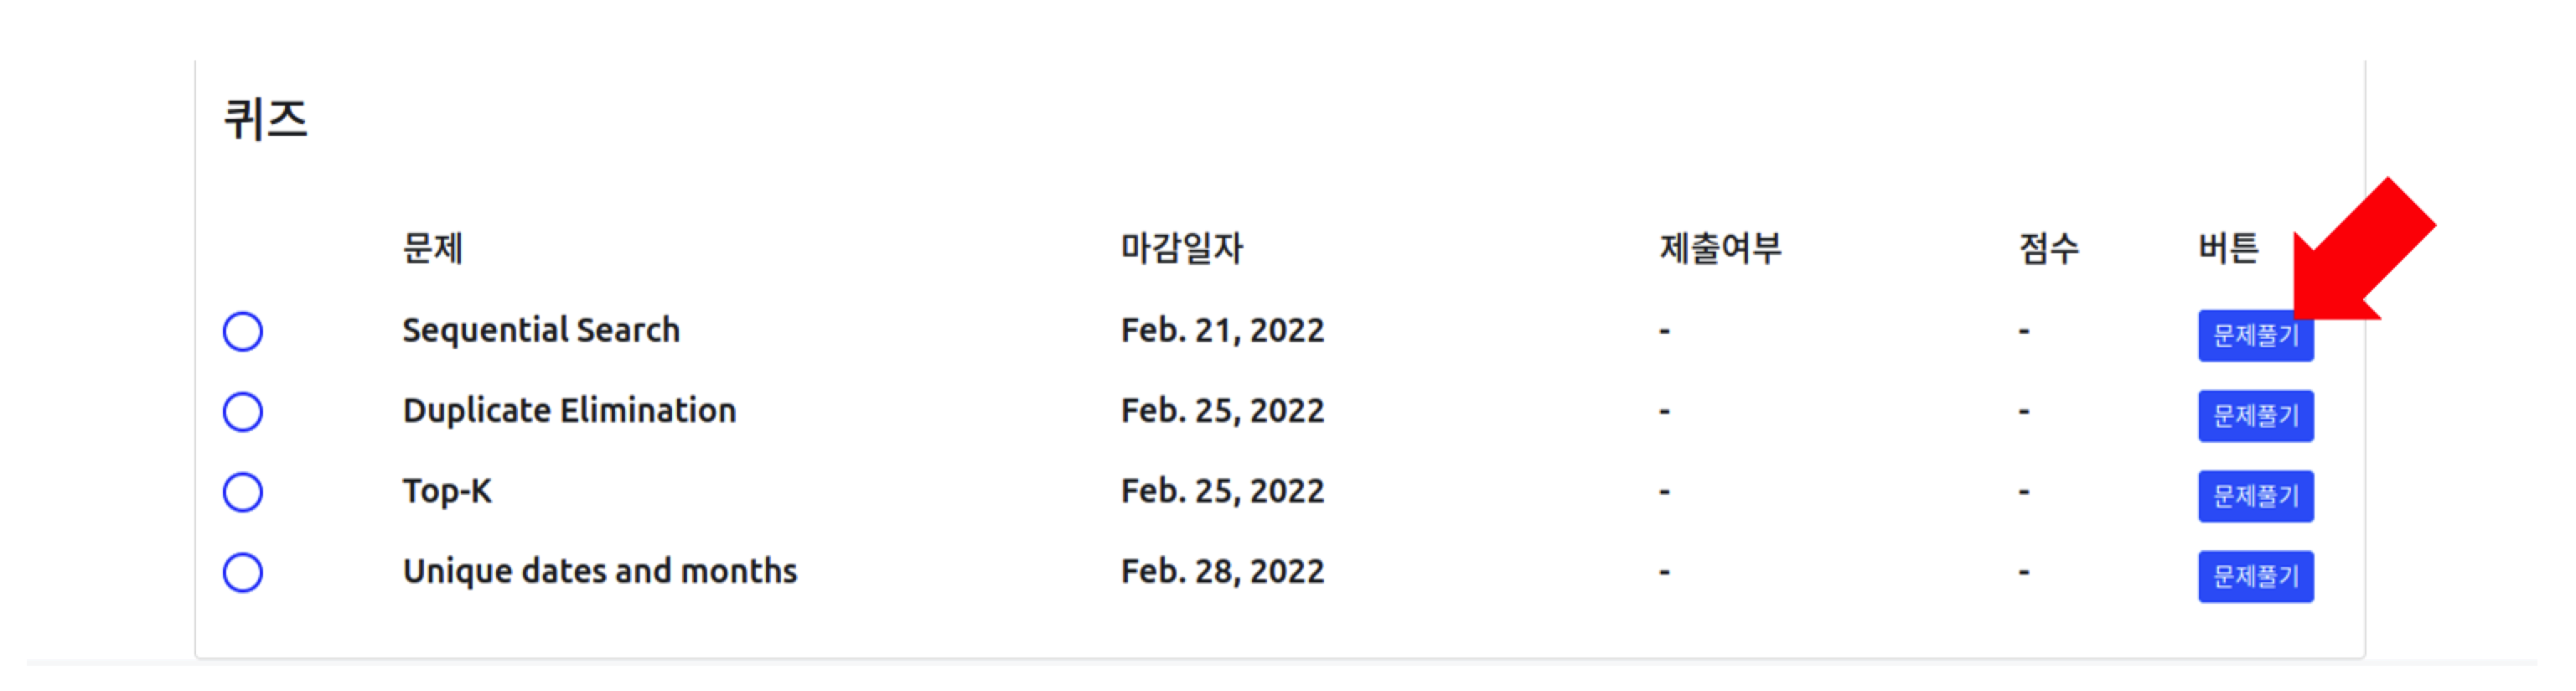 퀴즈
문제 마감일자 제출여부 점수 버튼
Sequential Search Feb. 21, 2022 - - 문제풀기
Duplicate Elimination Feb. 25, 2022 - - 문제풀기
Top-K Feb. 25, 2022 - - 문제풀기
Unique dates and months Feb. 28, 2022 - - 문제풀기